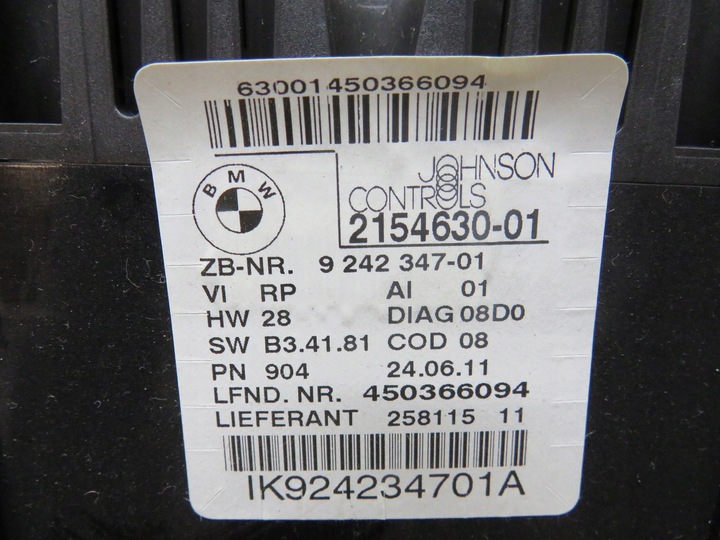 63001450366094
BMW
JOHNSON
CONTROLS
2154630-01
ZB-NR. 9 242 347-01
VI RP AI 01
HW 28 DIAG 08D0
SW B3.41.81 COD 08
PN 904 24.06.11
LFND. NR. 450366094
LIEFERANT 258115 11
IK924234701A